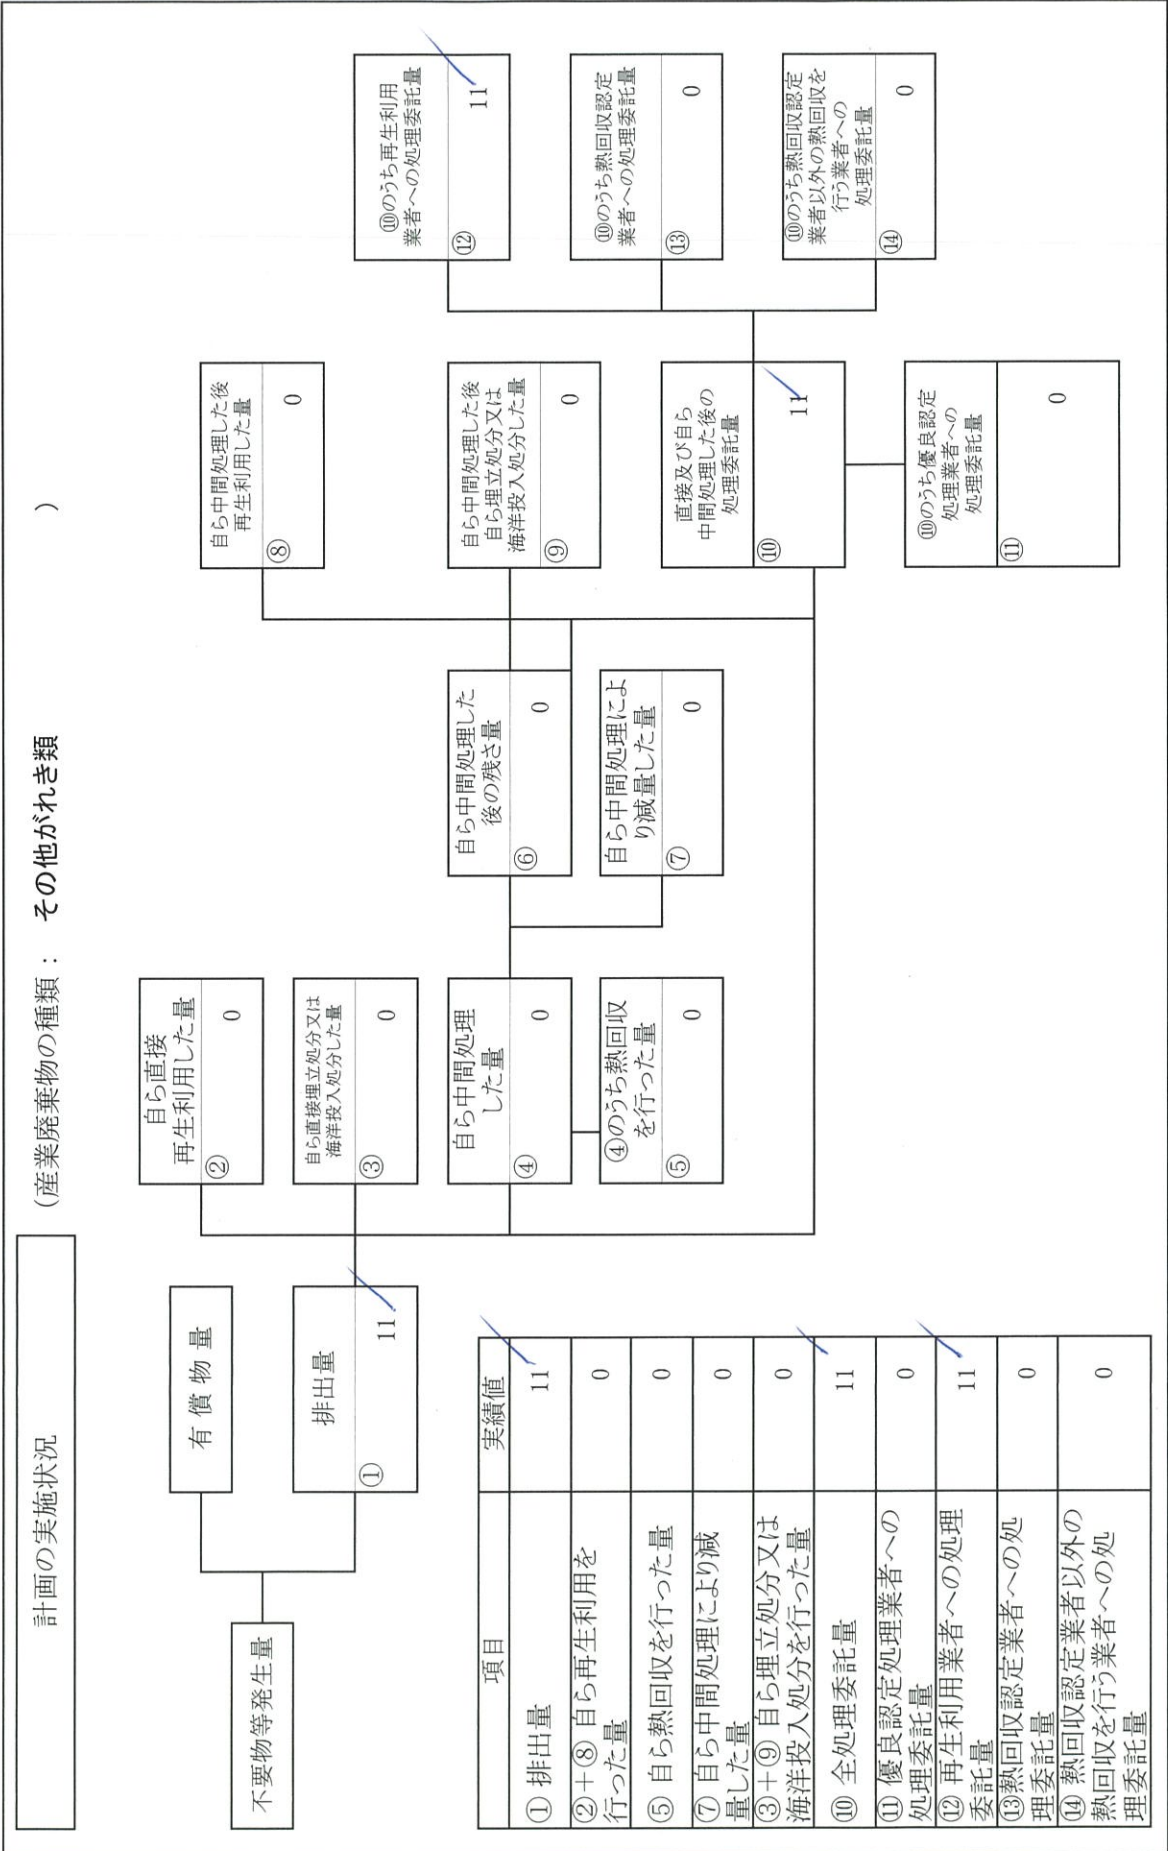 計画の実施状況
(産業廃棄物の種類： その他がれき類 )
不要物等発生量
有償物量
排出量
①
11
自ら直接
再生利用した量
②
0
自ら直接埋立処分又は
海洋投入処分した量
③
0
自ら中間処理
した量
④
0
④のうち熱回収
を行った量
⑤
0
自ら中間処理した
後の残さ量
⑥
0
自ら中間処理によ
り減量した量
⑦
0
自ら中間処理した後
再生利用した量
⑧
0
自ら中間処理した後
自ら埋立処分又は
海洋投入処分した量
⑨
0
直接及び自ら
中間処理した後の
処理委託量
⑩
11
⑩のうち優良認定
処理業者への
処理委託量
⑪
0
⑩のうち再生利用
業者への処理委託量
⑫
11
⑩のうち熱回収認定
業者への処理委託量
⑬
0
⑩のうち熱回収認定
業者以外の熱回収を
行う業者への
処理委託量
⑭
0
項目 実績値
① 排出量 11
②＋⑧ 自ら再生利用を
行った量 0
⑤ 自ら熱回収を行った量 0
⑦ 自ら中間処理により減
量した量 0
③＋⑨ 自ら埋立処分又は
海洋投入処分を行った量 0
⑩ 全処理委託量 11
⑪ 優良認定処理業者への
処理委託量 0
⑫ 再生利用業者への処理
委託量 11
⑬熱回収認定業者への処
理委託量 0
⑭ 熱回収認定業者以外の
熱回収を行う業者への処
理委託量 0